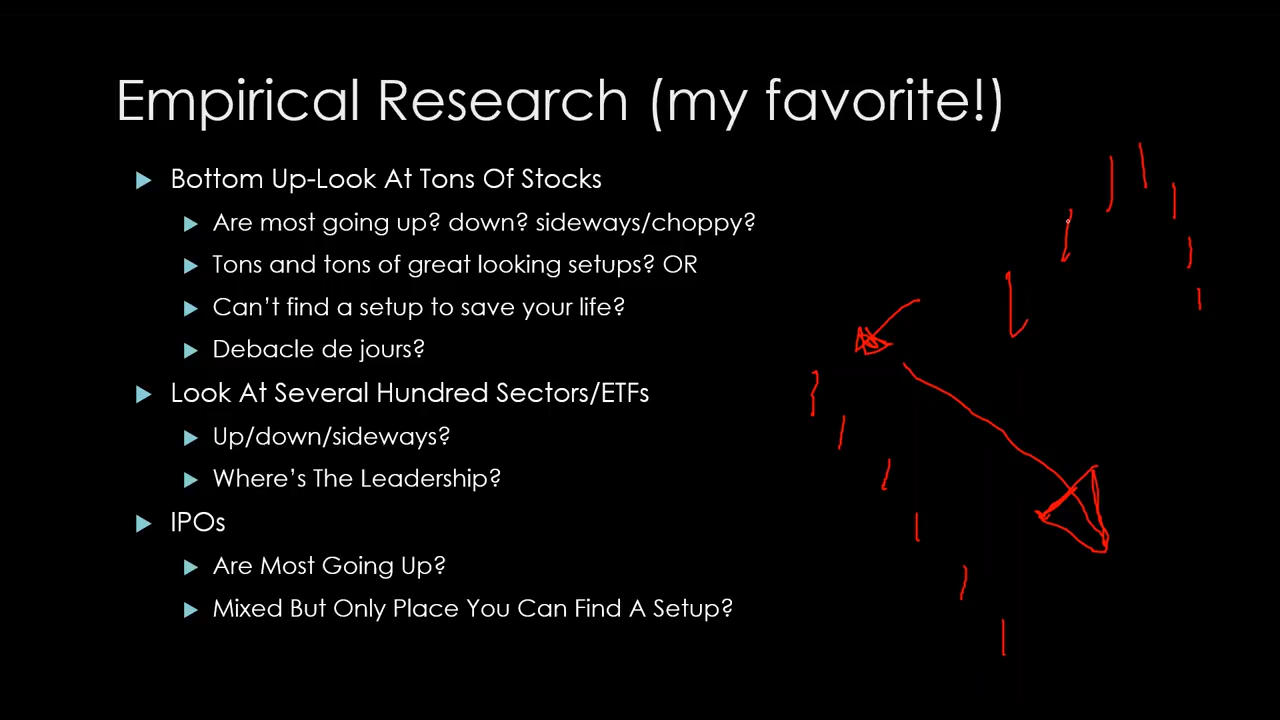 Empirical Research (my favorite!)
Bottom Up-Look At Tons Of Stocks
Are most going up? down? sideways/choppy?
Tons and tons of great looking setups? OR
Can't find a setup to save your life?
Debacle de jours?
Look At Several Hundred Sectors/ETFs
Up/down/sideways?
Where's The Leadership?
IPOs
Are Most Going Up?
Mixed But Only Place You Can Find A Setup?